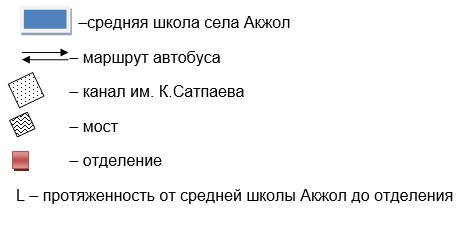 –средняя школа села Акжол
– маршрут автобуса
– канал им. К.Сатпаева
– мост
– отделение
L – протяженность от средней школы Акжол до отделения